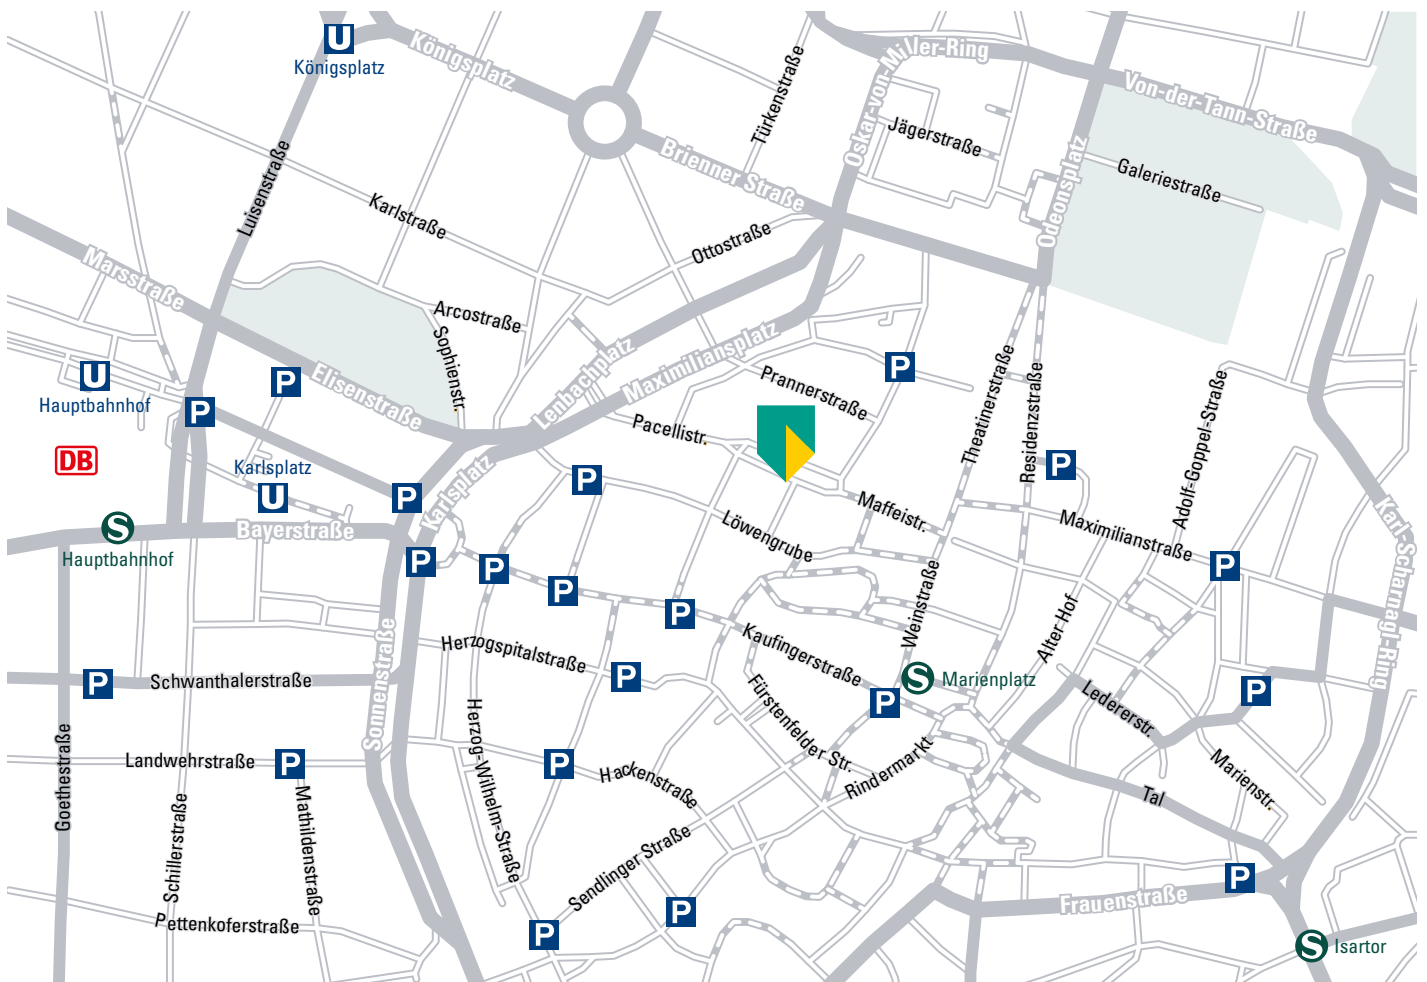 U
Königsplatz
Königsplatz
Oskar-von-Miller-Ring
Türkenstraße
Von-der-Tann-Straße
Jägerstraße
Brienner Straße
Galeriestraße
Luisenstraße
Karlstraße
Odeonsplatz
Ottostraße
Marsstraße
Arcostraße
Sophienstr.
Lenbachplatz
Maximiliansplatz
Theatinerstraße
Residenzstraße
Adolf-Goppel-Straße
U
Hauptbahnhof
P
P
Elisenstraße
Prannerstraße
P
Pacellistr.
DB
Karlsplatz
U
P
Karlsplatz
P
P
Maffeistr.
Maximilianstraße
Karl-Scharnagl-Ring
S
Hauptbahnhof
Bayerstraße
Löwengrube
P
P
P
P
P
Weinstraße
Alter Hof
Herzogspitalstraße
Kaufingerstraße
Sonnenstraße
P
Schwanthalerstraße
P
S
Marienplatz
P
P
Ledererstr.
Fürstenfelder Str.
Goethestraße
Herzog-Wilhelm-Straße
Landwehrstraße
P
P
Hackenstraße
Rindermarkt
Marienstr.
Tal
Schillerstraße
Mathildenstraße
Sendlinger Straße
P
Frauenstraße
P
Pettenkoferstraße
P
S
Isartor